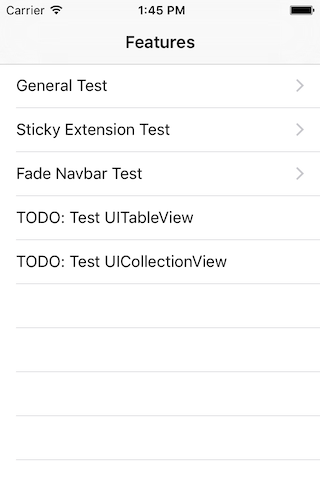 Carrier 1:45 PM
Features
General Test
Sticky Extension Test
Fade Navbar Test
TODO: Test UITableView
TODO: Test UICollectionView